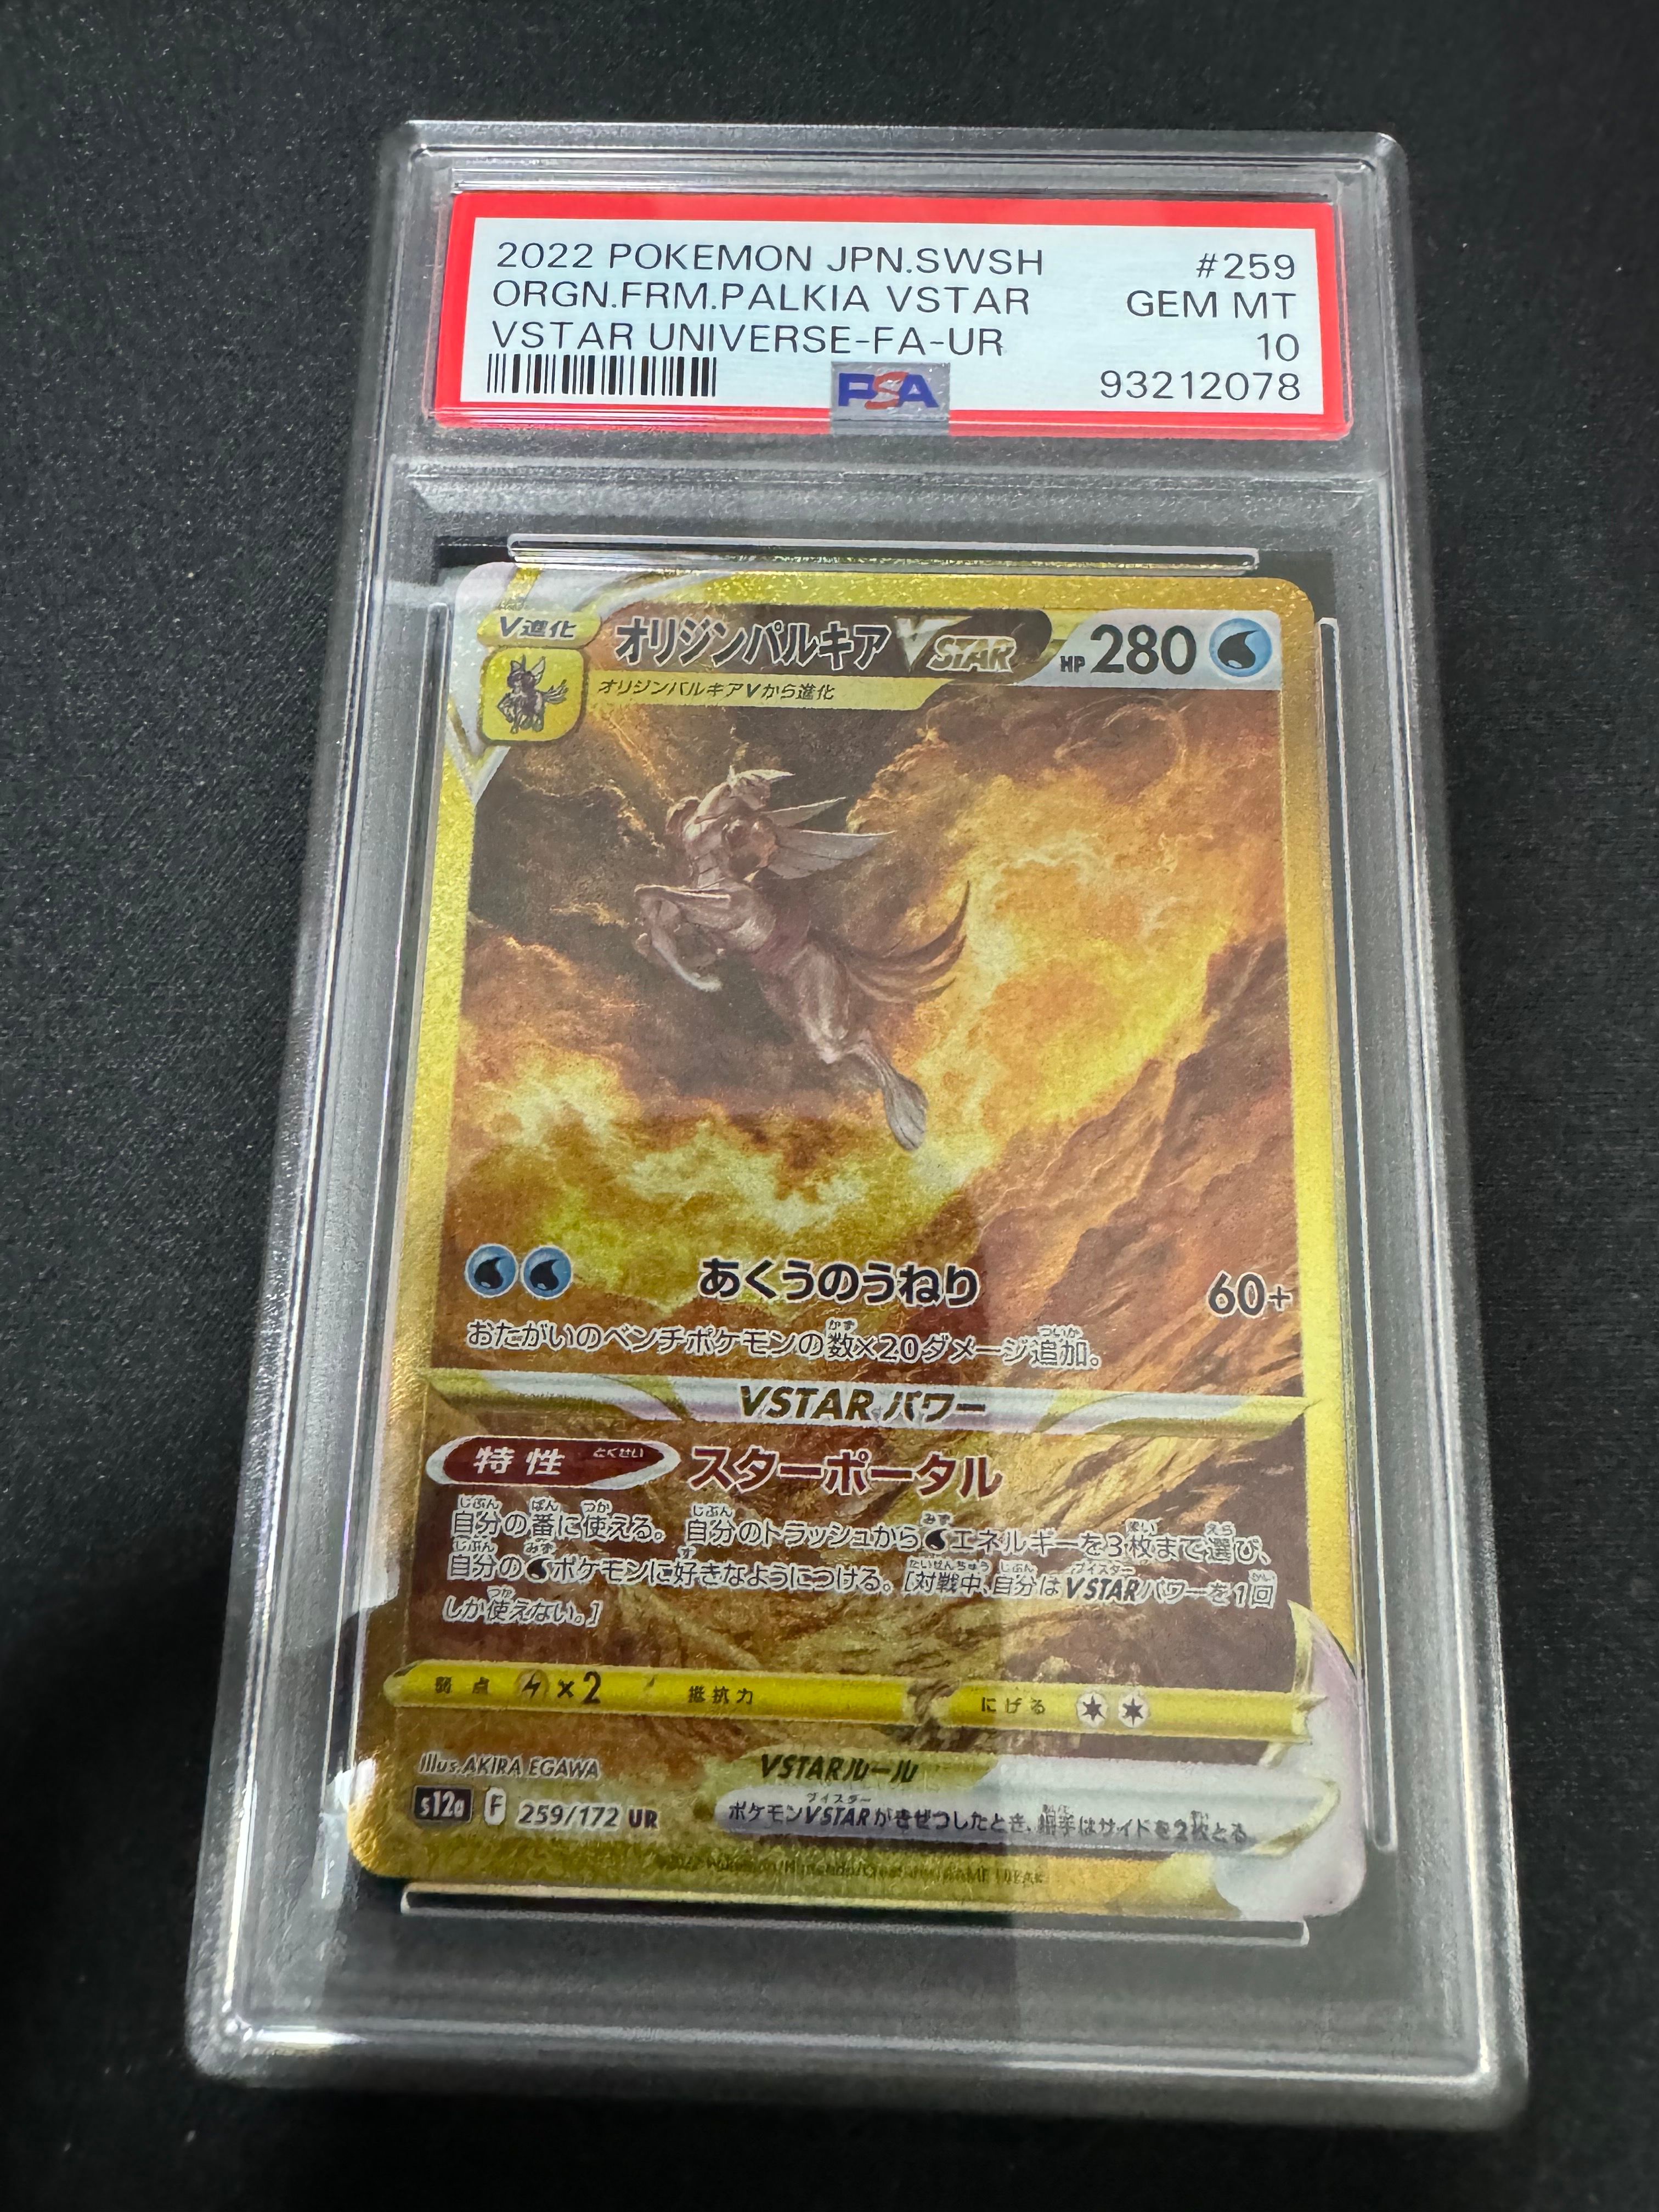 2022 POKEMON JPN.SWSH #259
ORGN.FRM.PALKIA VSTAR GEM MT
VSTAR UNIVERSE-FA-UR 10
PSA 93212078
V進化 オリジンパルキア VSTAR HP 280
オリジンパルキアVから進化
あくうのうねり 60+
おたがいのベンチポケモンの数×20ダメージ追加。
VSTARパワー
特性 スターポータル
自分の番に使える。自分のトラッシュからエネルギーを3枚まで選び、
自分のポケモンに好きなようにつける。[対戦中、自分はVSTARパワーを1回
しか使えない。]
弱点 ×2 抵抗力 にげる
Illus. AKIRA EGAWA
VSTARルール
s12a F 259/172 UR
ポケモンVSTARがきぜつしたとき、相手はサイドを2枚とる。